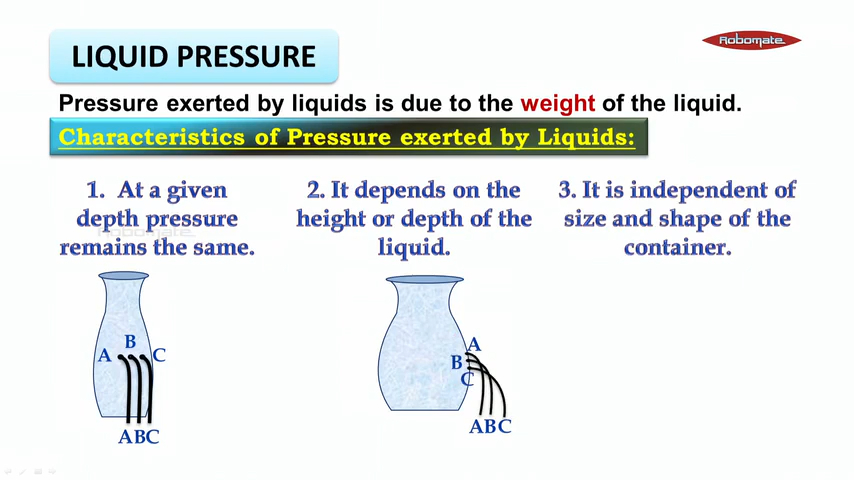 LIQUID PRESSURE
Robomate
Pressure exerted by liquids is due to the weight of the liquid.
Characteristics of Pressure exerted by Liquids:
1. At a given
depth pressure
remains the same.
Robomate
2. It depends on the
height or depth of the
liquid.
3. It is independent of
size and shape of the
container.
A B C
A B C
A
B
C
A B C